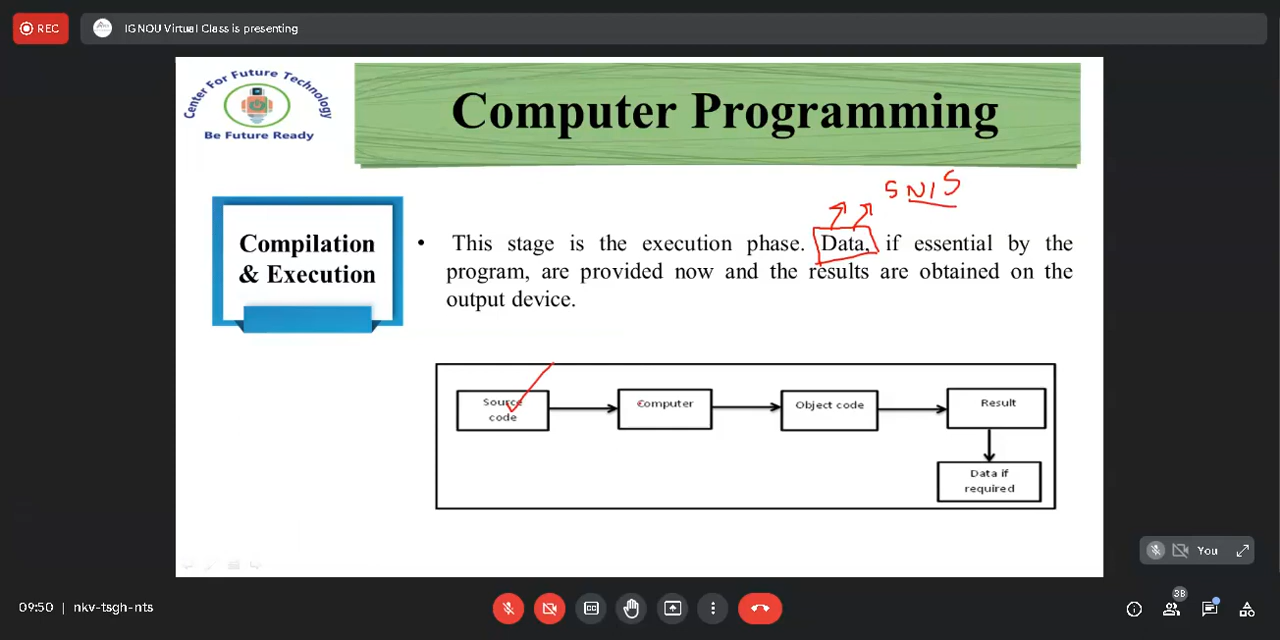 REC
IGNOU Virtual Class is presenting
Center For Future Technology
Be Future Ready
Computer Programming
SNIS
Compilation
& Execution
• This stage is the execution phase. Data, if essential by the
program, are provided now and the results are obtained on the
output device.
Source
code
Computer
Object code
Result
Data if
required
You
09:50 | nkv-tsgh-nts
38